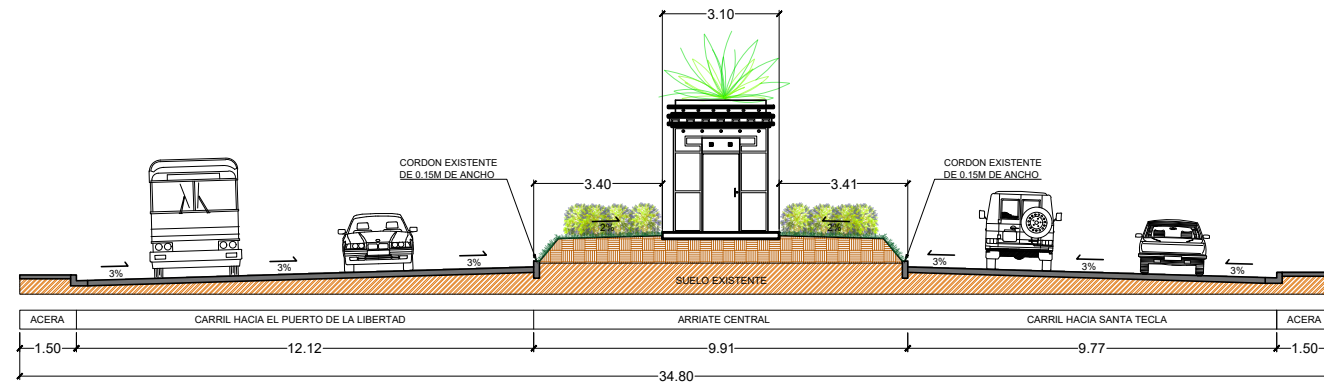 3.10
CORDON EXISTENTE
DE 0.15M DE ANCHO
3.40
3.41
CORDON EXISTENTE
DE 0.15M DE ANCHO
2%
2%
3%
3%
3%
3%
3%
3%
SUELO EXISTENTE
ACERA
CARRIL HACIA EL PUERTO DE LA LIBERTAD
ARRIATE CENTRAL
CARRIL HACIA SANTA TECLA
ACERA
1.50
12.12
9.91
9.77
1.50
34.80